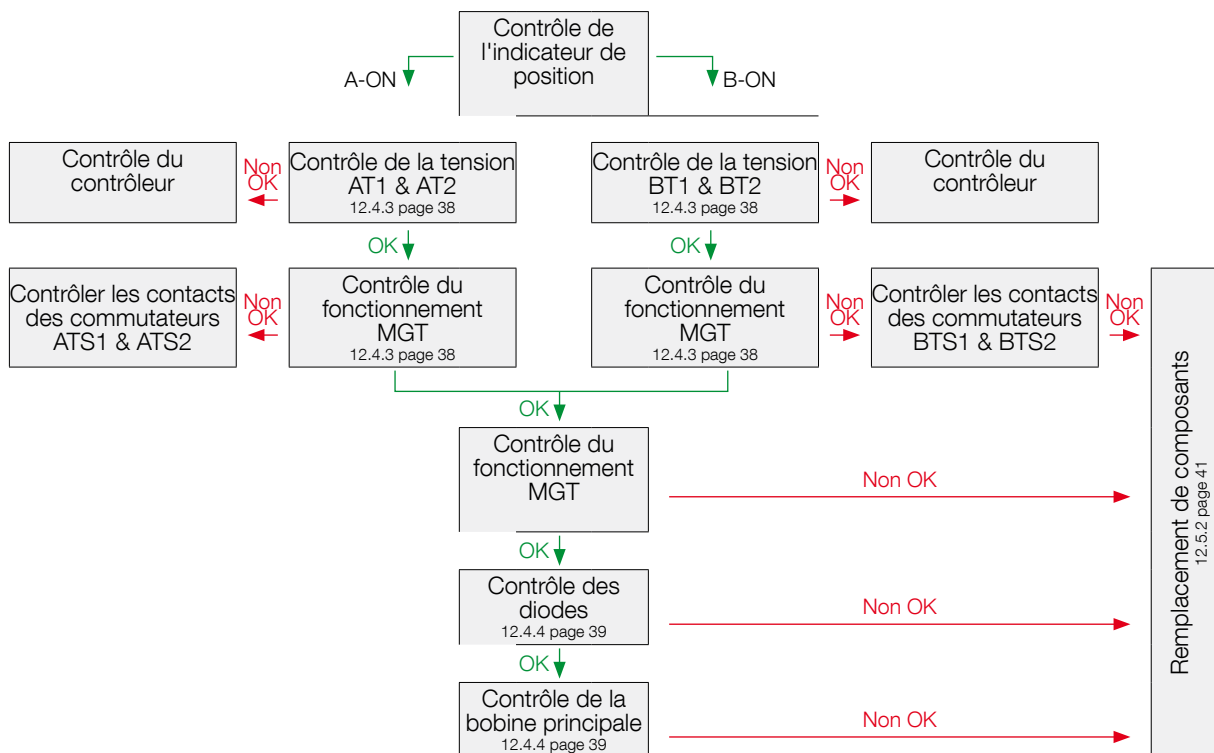 Contrôle de
l'indicateur de
position
A-ON
B-ON
Contrôle du
contrôleur
Non
OK
Contrôle de la tension
AT1 & AT2
12.4.3 page 38
Contrôle de la tension
BT1 & BT2
12.4.3 page 38
Non
OK
Contrôle du
contrôleur
OK
OK
Contrôler les contacts
des commutateurs
ATS1 & ATS2
Non
OK
Contrôle du
fonctionnement
MGT
12.4.3 page 38
Contrôle du
fonctionnement
MGT
12.4.3 page 38
Non
OK
Contrôler les contacts
des commutateurs
BTS1 & BTS2
Non
OK
OK
Contrôle du
fonctionnement
MGT
Non OK
OK
Contrôle des
diodes
12.4.4 page 39
Non OK
OK
Contrôle de la
bobine principale
12.4.4 page 39
Non OK
Remplacement de composants
12.5.2 page 41